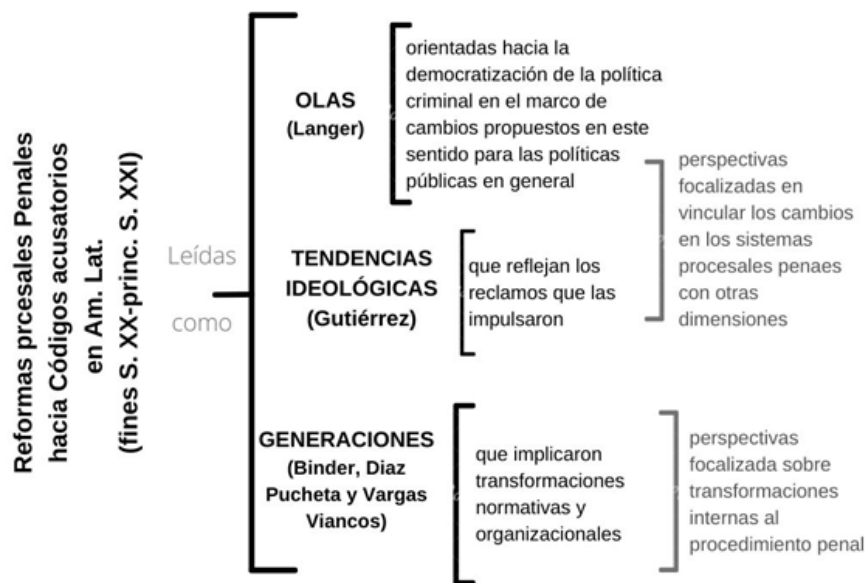 Reformas prcesales Penales
hacia Códigos acusatorios
en Am. Lat.
(fines S. XX-princ. S. XXI)
Leídas
como
OLAS
(Langer)
orientadas hacia la
democratización de la política
criminal en el marco de
cambios propuestos en este
sentido para las políticas
públicas en general
TENDENCIAS
IDEOLÓGICAS
(Gutiérrez)
que reflejan los
reclamos que las
impulsaron
perspectivas
focalizadas en
vincular los cambios
en los sistemas
procesales penaes
con otras
dimensiones
GENERACIONES
(Binder, Diaz
Pucheta y Vargas
Viancos)
que implicaron
transformaciones
normativas y
organizacionales
perspectivas
focalizada sobre
transformaciones
internas al
procedimiento penal